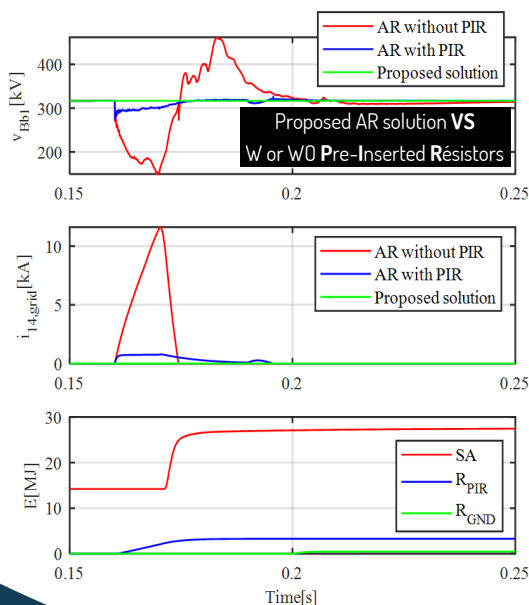 AR without PIR
AR with PIR
Proposed solution
400
300
200
v_Bb1[kV]
Proposed AR solution VS
W or WO Pre-Inserted Résistors
0.15 0.2 0.25
10
5
0
i_14,grid[kA]
AR without PIR
AR with PIR
Proposed solution
0.15 0.2 0.25
30
20
10
0
E[MJ]
SA
R_PIR
R_GND
0.15 0.2 0.25
Time[s]